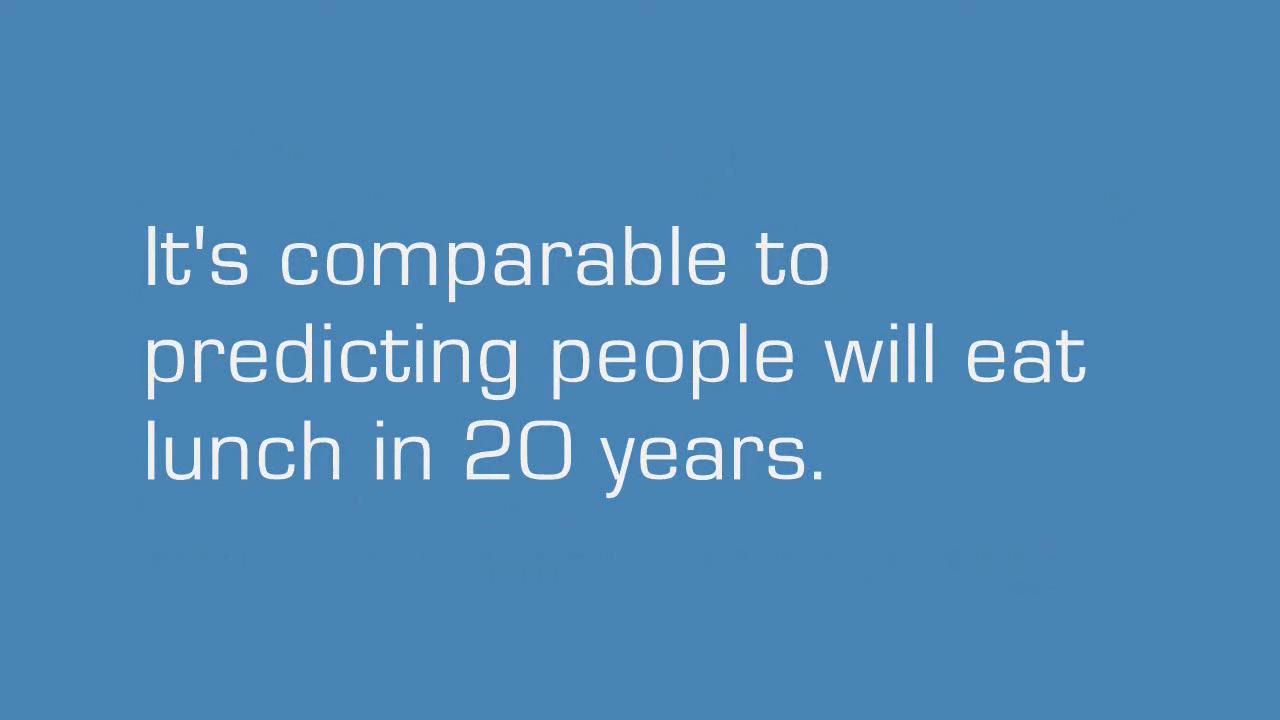 It's comparable to
predicting people will eat
lunch in 20 years.